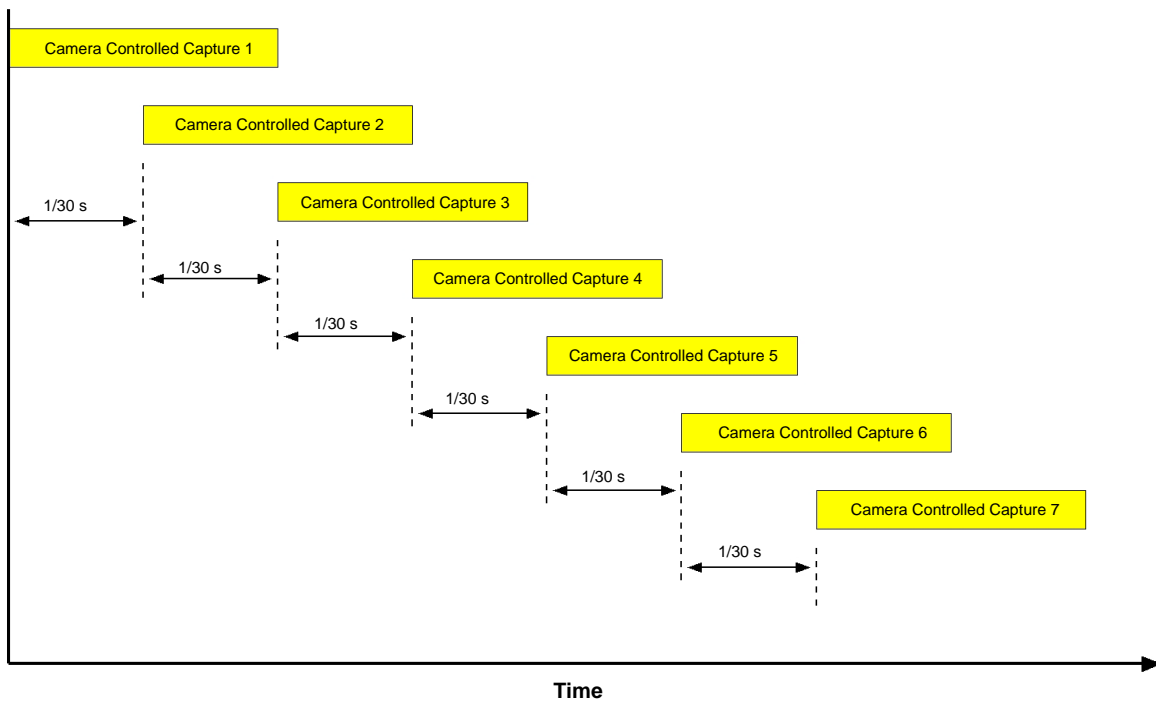 Camera Controlled Capture 1
Camera Controlled Capture 2
1/30 s
Camera Controlled Capture 3
1/30 s
Camera Controlled Capture 4
1/30 s
Camera Controlled Capture 5
1/30 s
Camera Controlled Capture 6
1/30 s
Camera Controlled Capture 7
1/30 s
Time